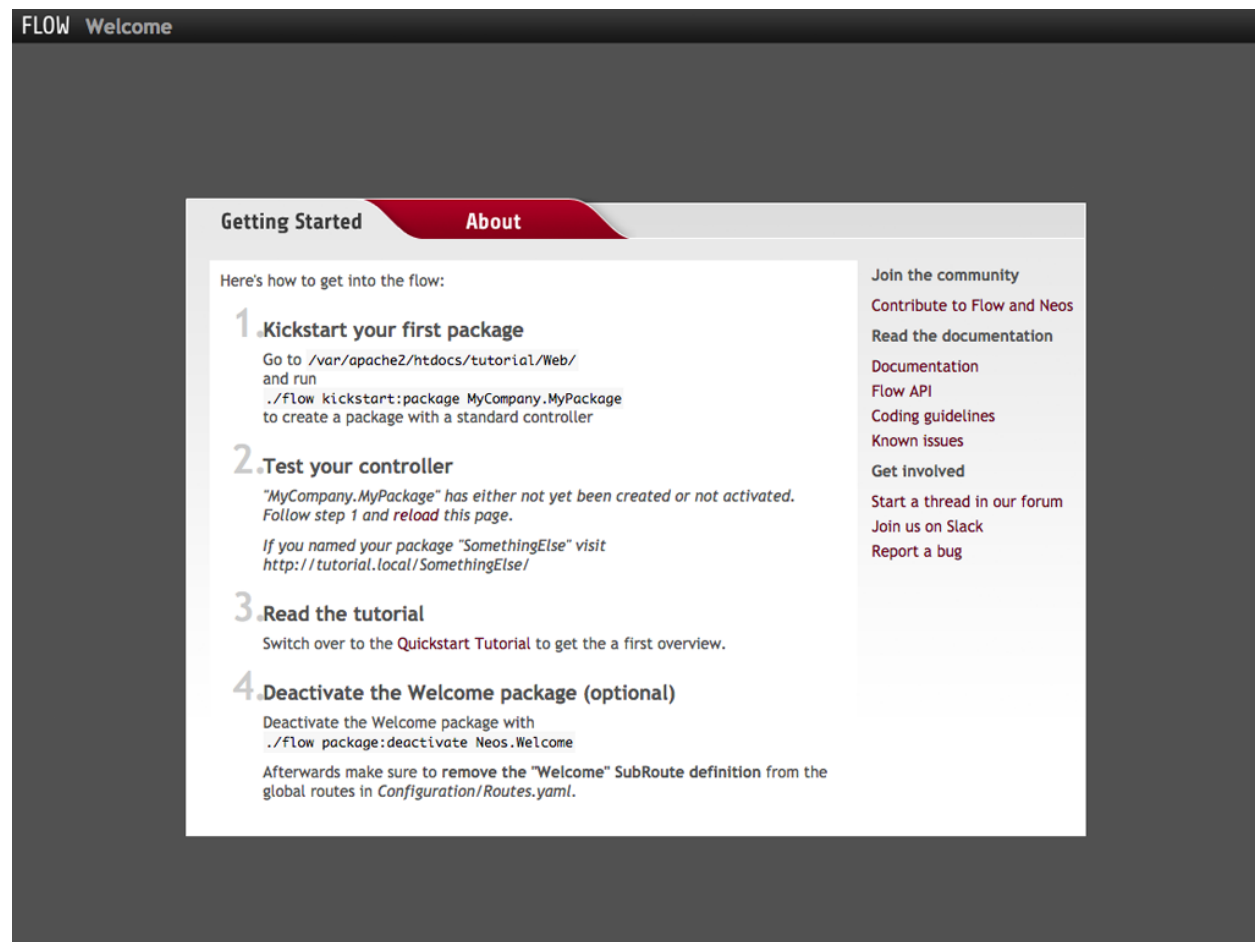 FLOW Welcome
Getting Started
About
Here's how to get into the flow:
1. Kickstart your first package
Go to /var/apache2/htdocs/tutorial/Web/
and run
./flow kickstart:package MyCompany.MyPackage
to create a package with a standard controller
2. Test your controller
"MyCompany.MyPackage" has either not yet been created or not activated.
Follow step 1 and reload this page.
If you named your package "SomethingElse" visit
http://tutorial.local/SomethingElse/
3. Read the tutorial
Switch over to the Quickstart Tutorial to get the a first overview.
4. Deactivate the Welcome package (optional)
Deactivate the Welcome package with
./flow package:deactivate Neos.Welcome
Afterwards make sure to remove the "Welcome" SubRoute definition from the
global routes in Configuration/Routes.yaml.
Join the community
Contribute to Flow and Neos
Read the documentation
Documentation
Flow API
Coding guidelines
Known issues
Get involved
Start a thread in our forum
Join us on Slack
Report a bug